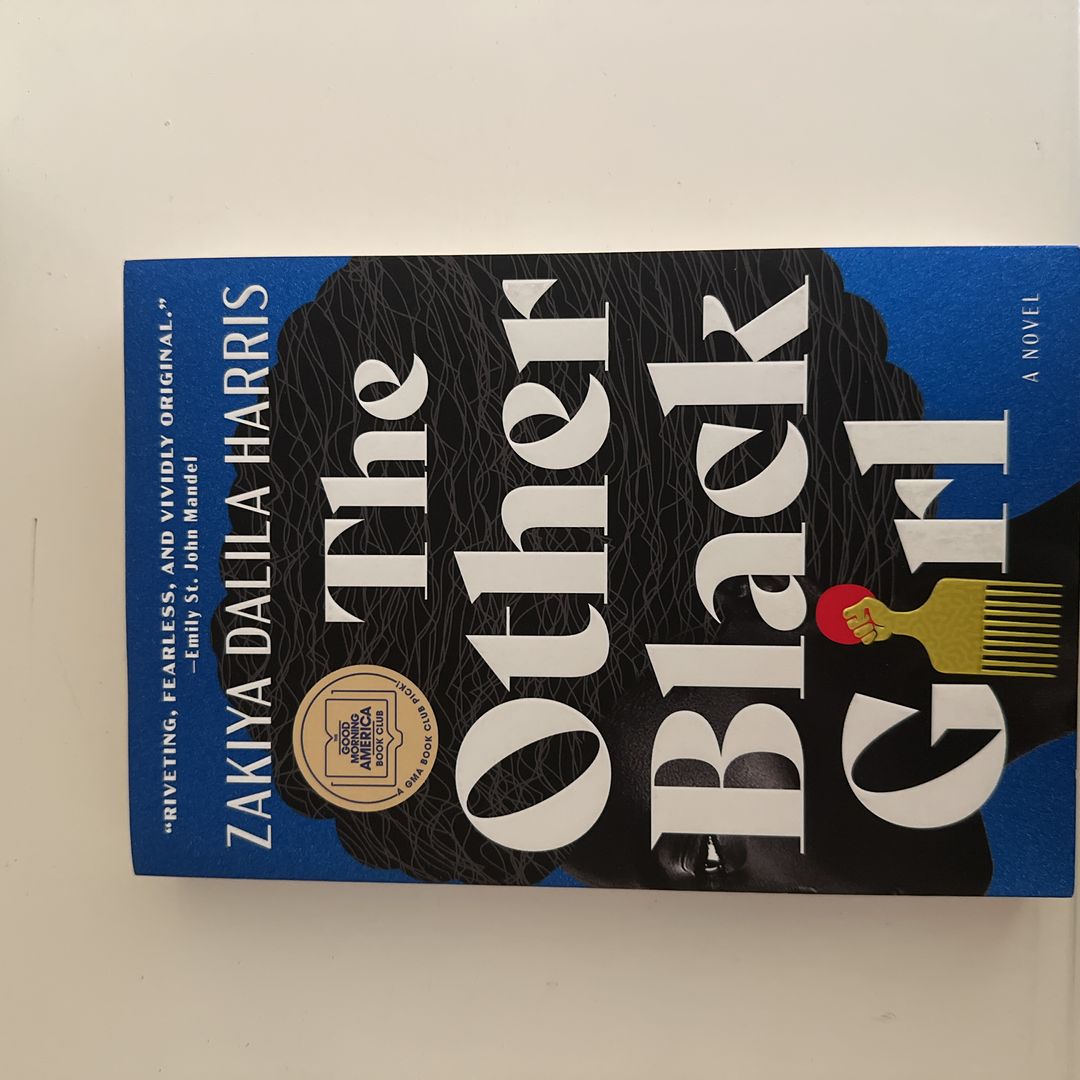 “RIVETING, FEARLESS, AND VIVIDLY ORIGINAL.”
—Emily St. John Mandel
ZAKIYA DALILA HARRIS
The
THE
GOOD
MORNING
AMERICA
BOOK CLUB
A GMA BOOK CLUB PICK!
Other
Black
Girl
A NOVEL